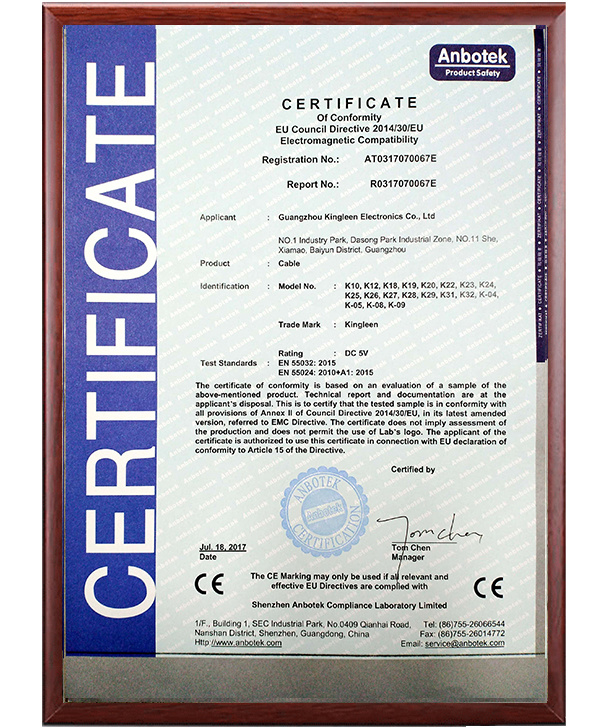 CERTIFICATE
Anbotek
Product Safety
CERTIFICATE
Of Conformity
EU Council Directive 2014/30/EU
Electromagnetic Compatibility
Registration No.: AT0317070067E
Report No.: R0317070067E
Applicant : Guangzhou Kingleen Electronics Co., Ltd
NO.1 Industry Park, Dasong Park Industrial Zone, NO.11 She,
Xiamao, Baiyun District, Guangzhou
Product : Cable
Identification : Model No. : K10, K12, K18, K19, K20, K22, K23, K24,
K25, K26, K27, K28, K29, K31, K32, K-04,
K-05, K-08, K-09
Trade Mark : Kingleen
Rating : DC 5V
Test Standards : EN 55032: 2015
EN 55024: 2010+A1: 2015
The certificate of conformity is based on an evaluation of a sample of the
above-mentioned product. Technical report and documentation are at the
applicant's disposal. This is to certify that the tested sample is in conformity with
all provisions of Annex II of Council Directive 2014/30/EU, in its latest amended
version, referred to EMC Directive. The certificate does not imply assessment of
the production and does not permit the use of Lab's logo. The applicant of the
certificate is authorized to use this certificate in connection with EU declaration of
conformity to Article 15 of the Directive.
Certified by
ANBOTEK
Anbotek
CERTIFICATION
Tom Chen
Jul. 18, 2017
Date
Tom Chen
Manager
CE
The CE Marking may only be used if all relevant and
effective EU Directives are complied with
CE
Shenzhen Anbotek Compliance Laboratory Limited
1/F., Building 1, SEC Industrial Park, No.0409 Qianhai Road,
Nanshan District, Shenzhen, Guangdong, China
Http://www.anbotek.com
Tel: (86)755-26066544
Fax: (86)755-26014772
Email: service@anbotek.com